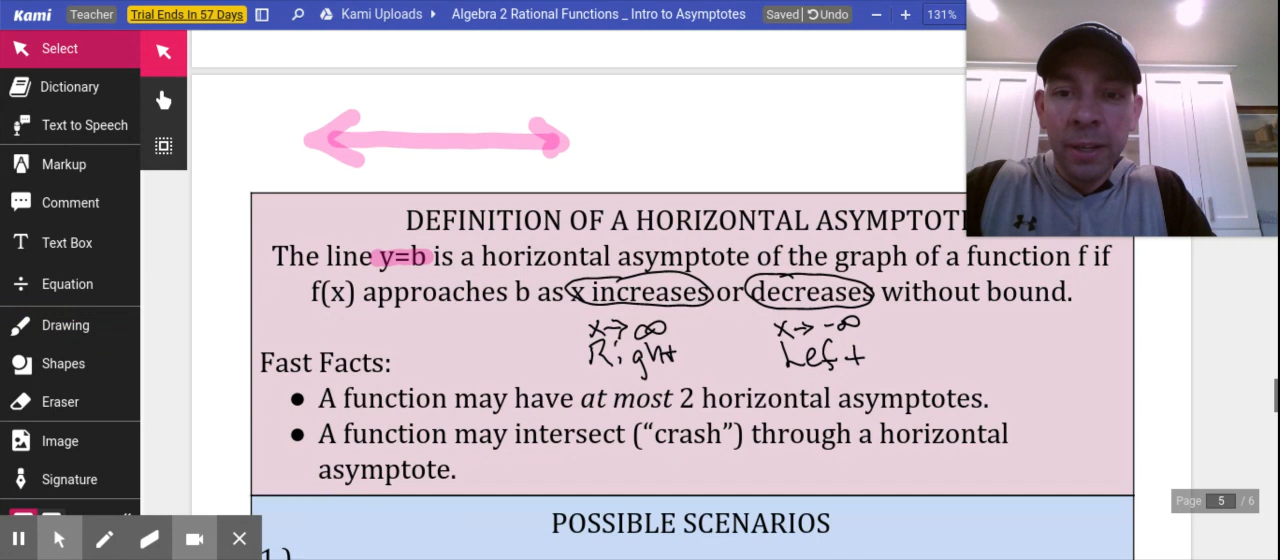 Kami Teacher Trial Ends In 57 Days Kami Uploads Algebra 2 Rational Functions _ Intro to Asymptotes Saved Undo − + 131%
Select
Dictionary
Text to Speech
Markup
Comment
Text Box
Equation
Drawing
Shapes
Eraser
Image
Signature
DEFINITION OF A HORIZONTAL ASYMPTOTE
The line y=b is a horizontal asymptote of the graph of a function f if
f(x) approaches b as x increases or decreases without bound.
x→∞ x→-∞
Right Left
Fast Facts:
● A function may have at most 2 horizontal asymptotes.
● A function may intersect (“crash”) through a horizontal
asymptote.
Page 5 / 6
POSSIBLE SCENARIOS
1.)